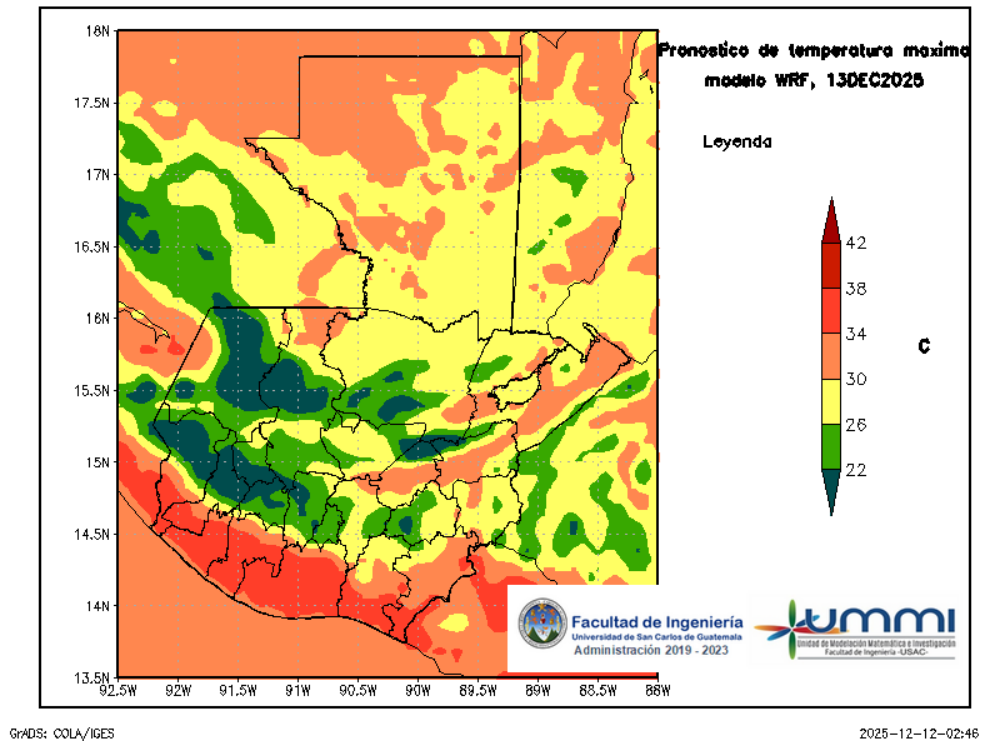 Pronostico de temperatura maxima
modelo WRF, 13DEC2025
Leyenda
42
38
34
30
26
22
C
18N
17.5N
17N
16.5N
16N
15.5N
15N
14.5N
14N
13.5N
92.5W
92W
91.5W
91W
90.5W
90W
89.5W
89W
88.5W
88W
Facultad de Ingeniería
Universidad de San Carlos de Guatemala
Administración 2019 - 2023
ummi
Unidad de Modelación Matemática e Investigación
Facultad de Ingeniería -USAC-
GrADS: COLA/IGES
2025-12-12-02:46